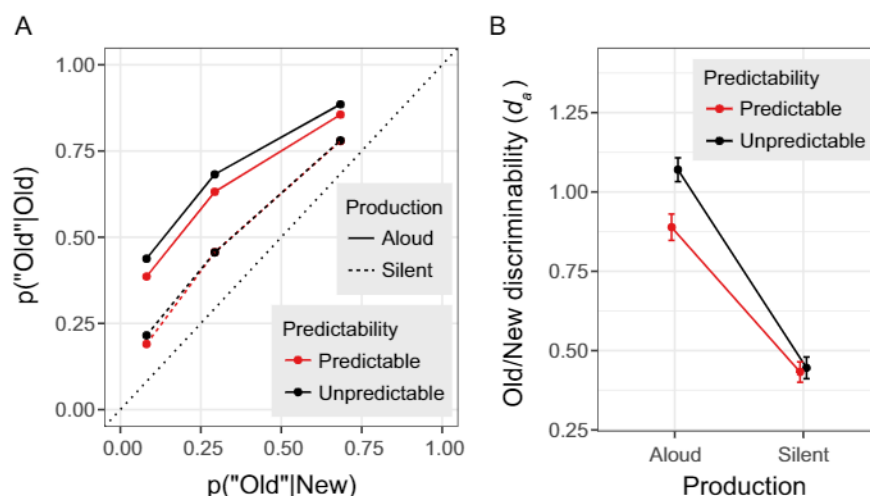 A
p("Old"|Old)
1.00
0.75
0.50
0.25
0.00
Production
Aloud
Silent
Predictability
Predictable
Unpredictable
0.00 0.25 0.50 0.75 1.00
p("Old"|New)
B
Old/New discriminability (dₐ)
1.25
1.00
0.75
0.50
0.25
Predictability
Predictable
Unpredictable
Aloud Silent
Production